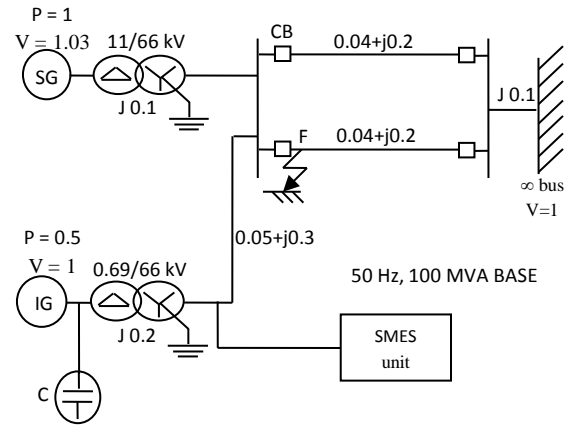 P = 1
V = 1.03
SG
11/66 kV
J 0.1
CB
0.04+j0.2
F
0.04+j0.2
J 0.1
∞ bus
V=1
0.05+j0.3
P = 0.5
V = 1
IG
0.69/66 kV
J 0.2
C
50 Hz, 100 MVA BASE
SMES
unit